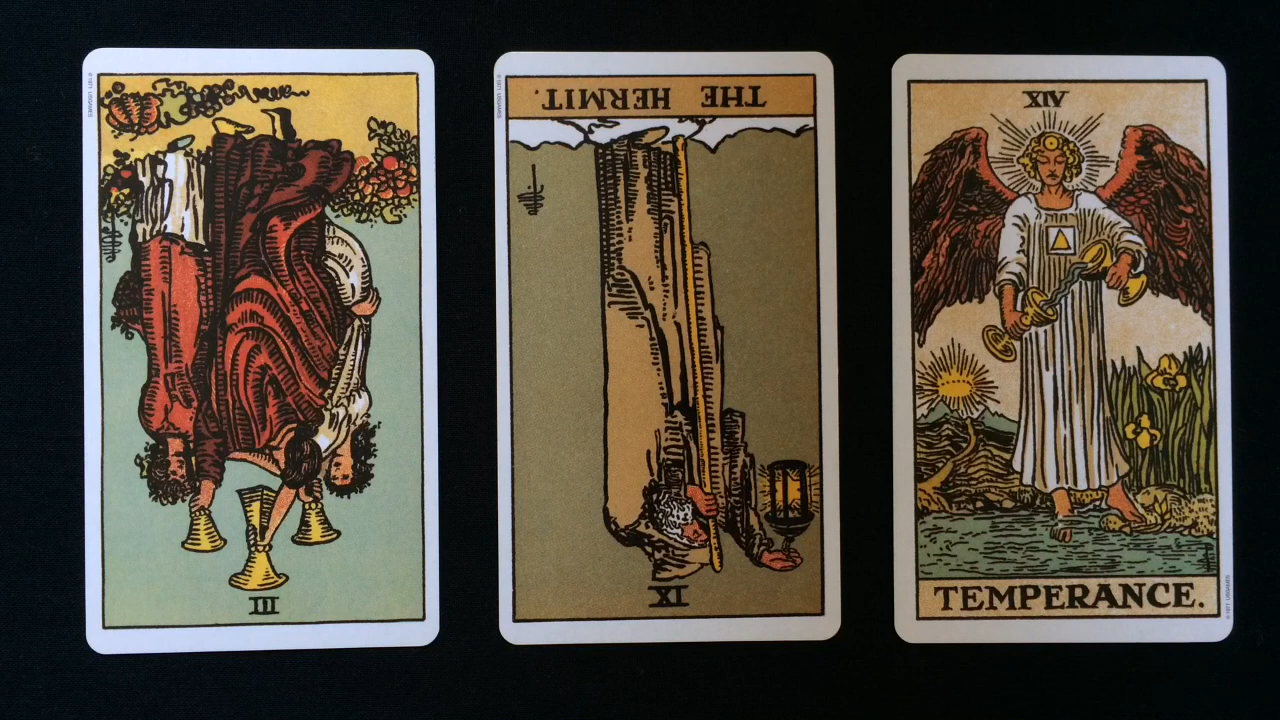 III
THE HERMIT.
IX
XIV
TEMPERANCE.